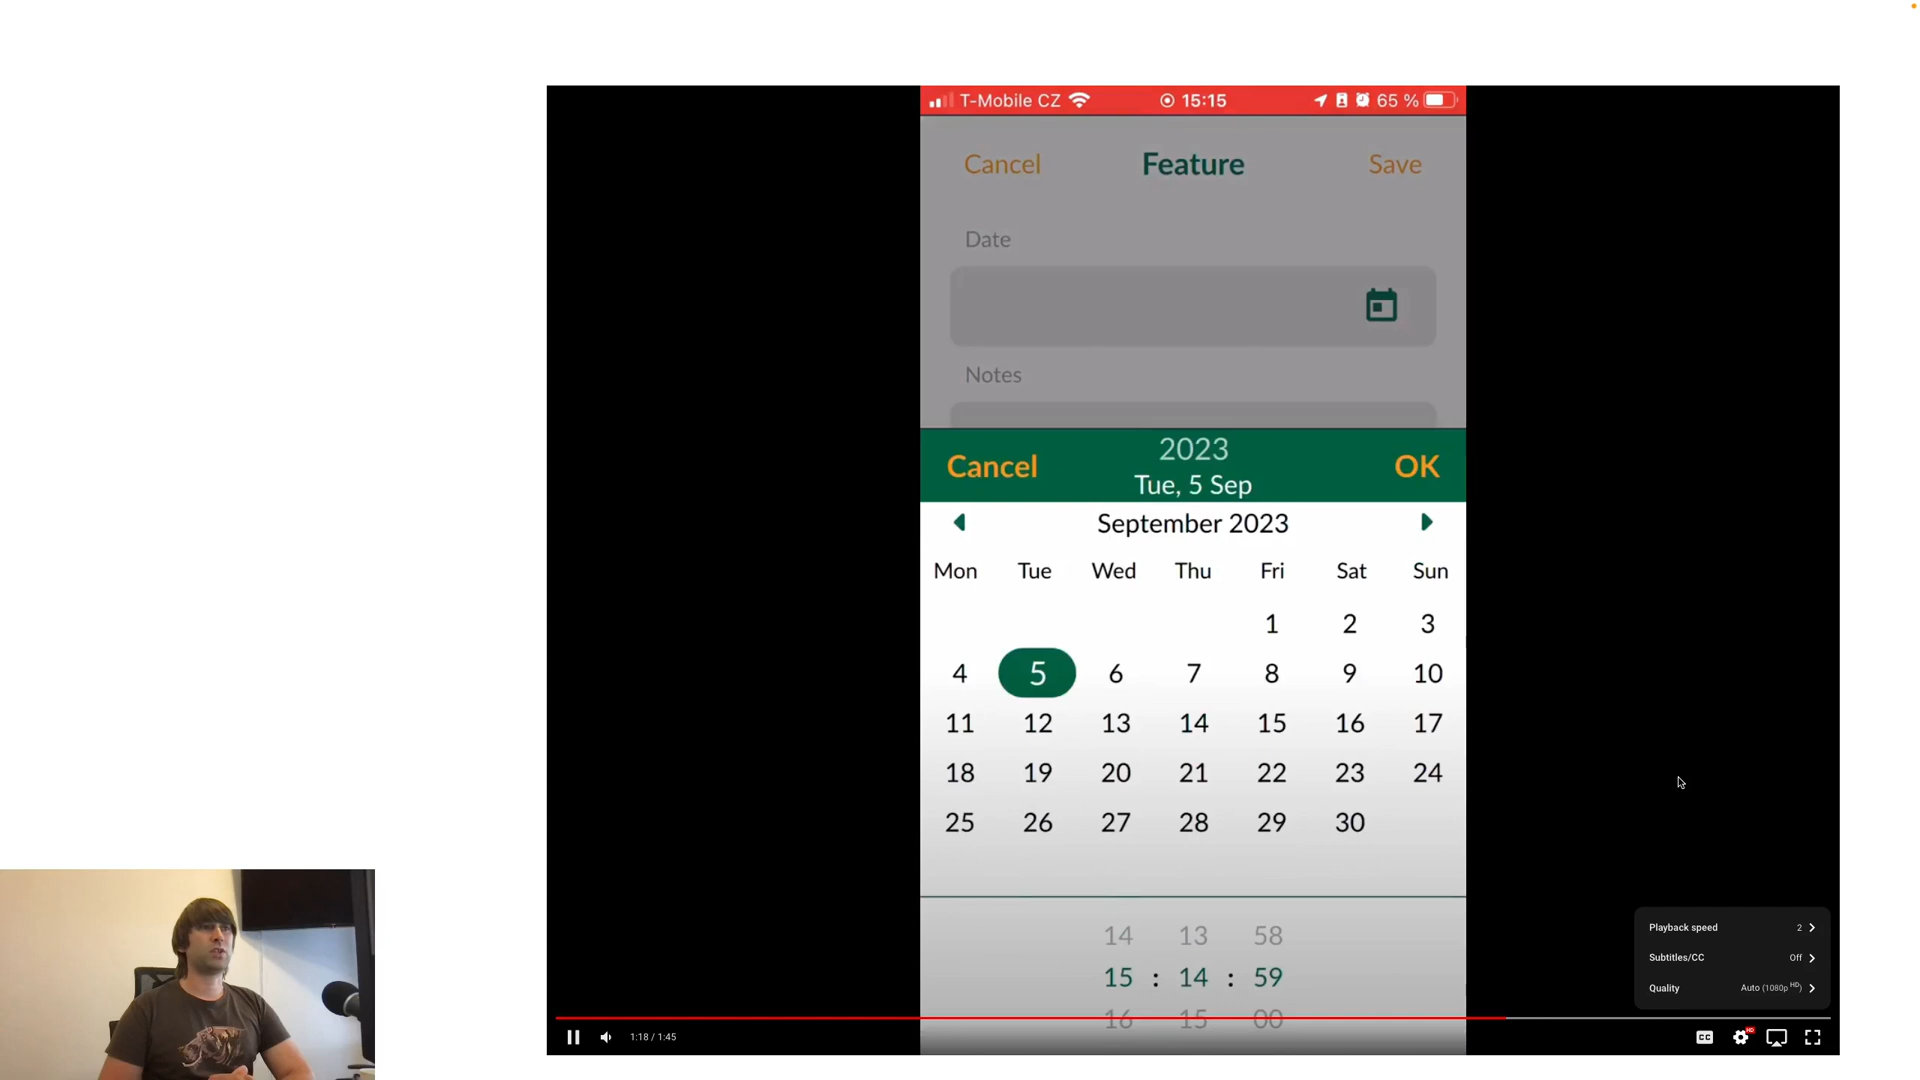 T-Mobile CZ 15:15 65 %
Cancel Feature Save
Date
Notes
2023
Cancel OK
Tue, 5 Sep
September 2023
Mon Tue Wed Thu Fri Sat Sun
1 2 3
4 5 6 7 8 9 10
11 12 13 14 15 16 17
18 19 20 21 22 23 24
25 26 27 28 29 30
14 13 58
15 : 14 : 59
16 15 00
Playback speed 2
Subtitles/CC Off
Quality Auto (1080p HD)
1:18 / 1:45
CC HD